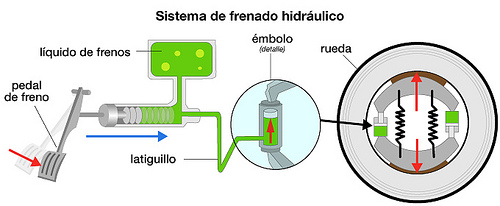 Sistema de frenado hidráulico
líquido de frenos
émbolo
(detalle)
rueda
pedal
de freno
latiguillo